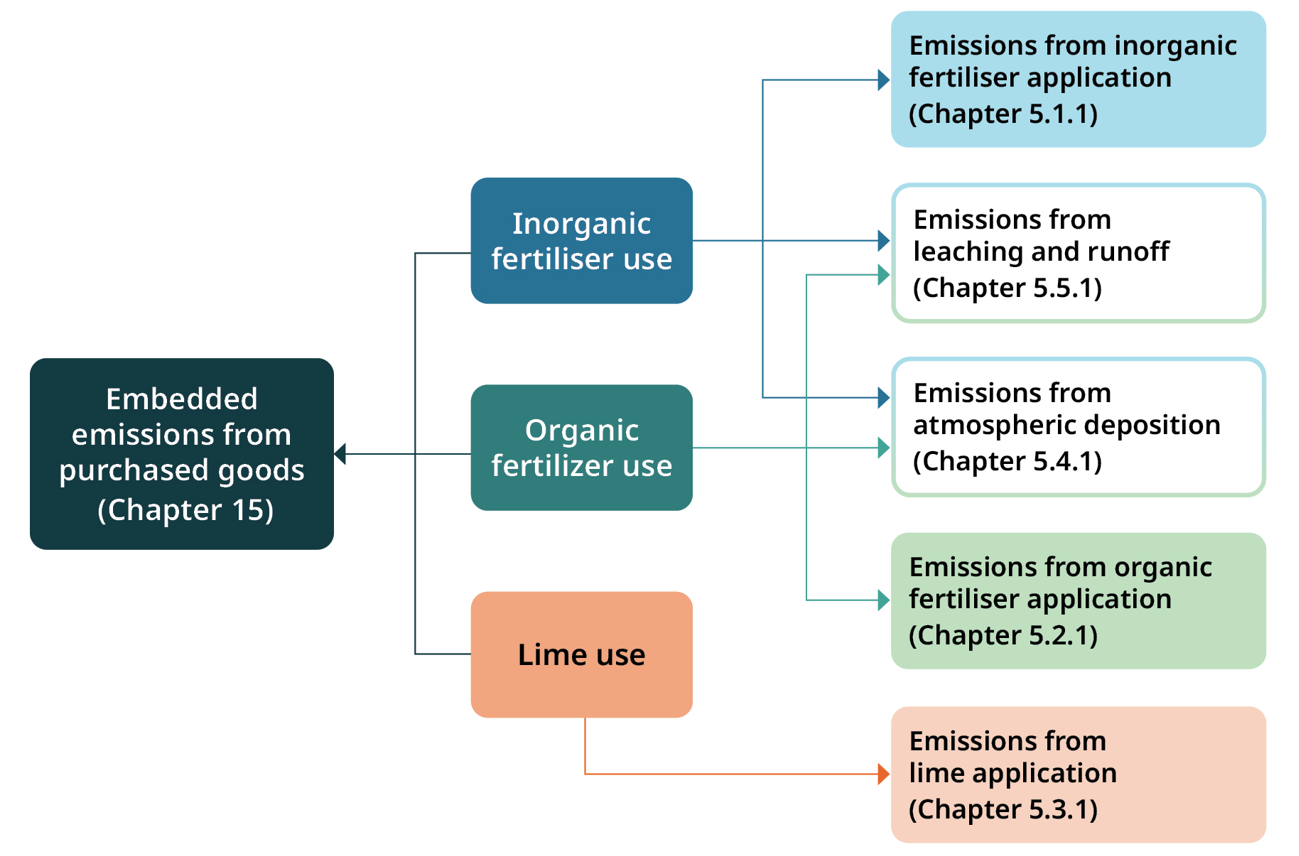 Embedded
emissions from
purchased goods
(Chapter 15)
Inorganic
fertiliser use
Organic
fertilizer use
Lime use
Emissions from inorganic
fertiliser application
(Chapter 5.1.1)
Emissions from
leaching and runoff
(Chapter 5.5.1)
Emissions from
atmospheric deposition
(Chapter 5.4.1)
Emissions from organic
fertiliser application
(Chapter 5.2.1)
Emissions from
lime application
(Chapter 5.3.1)